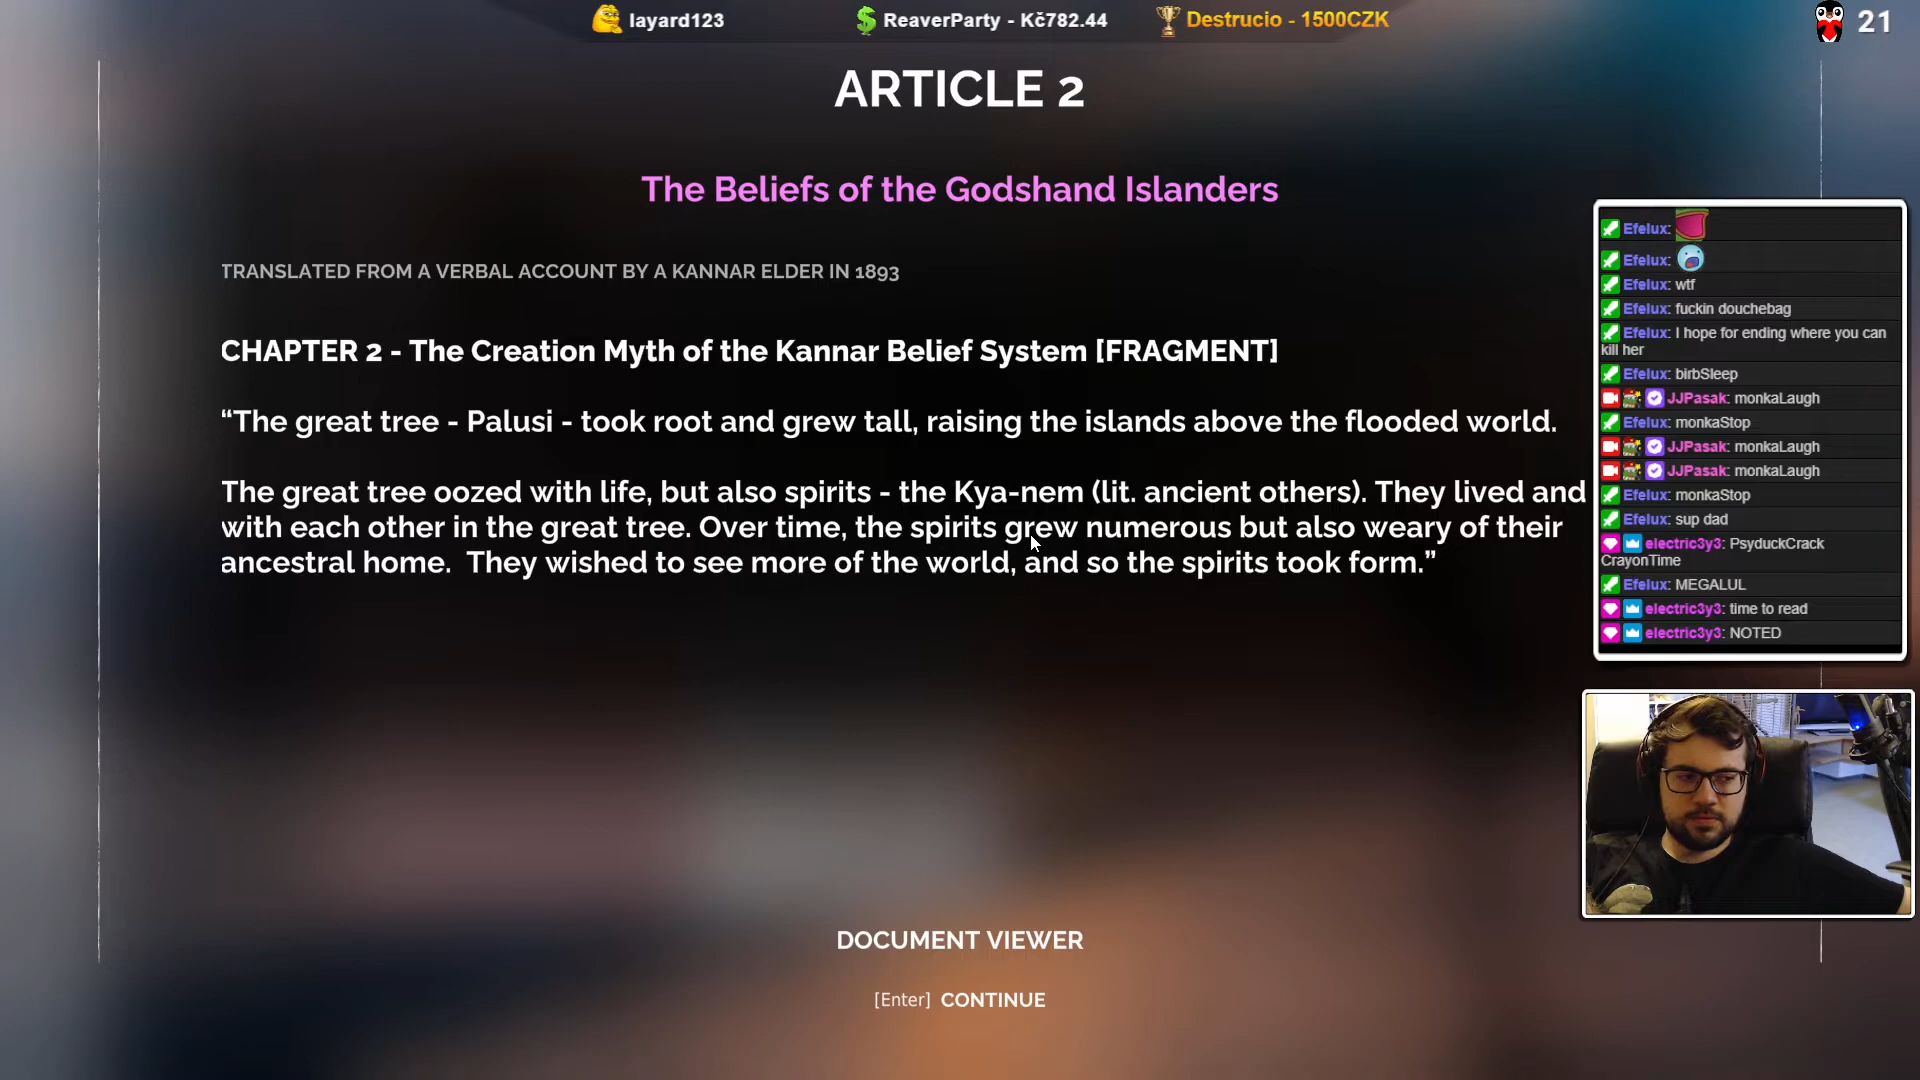 layard123
ReaverParty - Kč782.44
Destrucio - 1500CZK
21
ARTICLE 2
The Beliefs of the Godshand Islanders
TRANSLATED FROM A VERBAL ACCOUNT BY A KANNAR ELDER IN 1893
CHAPTER 2 - The Creation Myth of the Kannar Belief System [FRAGMENT]
“The great tree - Palusi - took root and grew tall, raising the islands above the flooded world.
The great tree oozed with life, but also spirits - the Kya-nem (lit. ancient others). They lived and
with each other in the great tree. Over time, the spirits grew numerous but also weary of their
ancestral home.  They wished to see more of the world, and so the spirits took form.”
Efelux:
Efelux:
Efelux: wtf
Efelux: fuckin douchebag
Efelux: I hope for ending where you can
kill her
Efelux: birbSleep
JJPasak: monkaLaugh
Efelux: monkaStop
JJPasak: monkaLaugh
JJPasak: monkaLaugh
Efelux: monkaStop
Efelux: sup dad
electric3y3: PsyduckCrack
CrayonTime
Efelux: MEGALUL
electric3y3: time to read
electric3y3: NOTED
DOCUMENT VIEWER
[Enter] CONTINUE